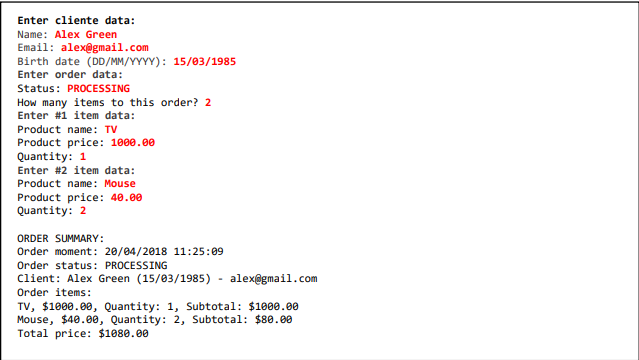 Enter cliente data:
Name: Alex Green
Email: alex@gmail.com
Birth date (DD/MM/YYYY): 15/03/1985
Enter order data:
Status: PROCESSING
How many items to this order? 2
Enter #1 item data:
Product name: TV
Product price: 1000.00
Quantity: 1
Enter #2 item data:
Product name: Mouse
Product price: 40.00
Quantity: 2
ORDER SUMMARY:
Order moment: 20/04/2018 11:25:09
Order status: PROCESSING
Client: Alex Green (15/03/1985) - alex@gmail.com
Order items:
TV, $1000.00, Quantity: 1, Subtotal: $1000.00
Mouse, $40.00, Quantity: 2, Subtotal: $80.00
Total price: $1080.00